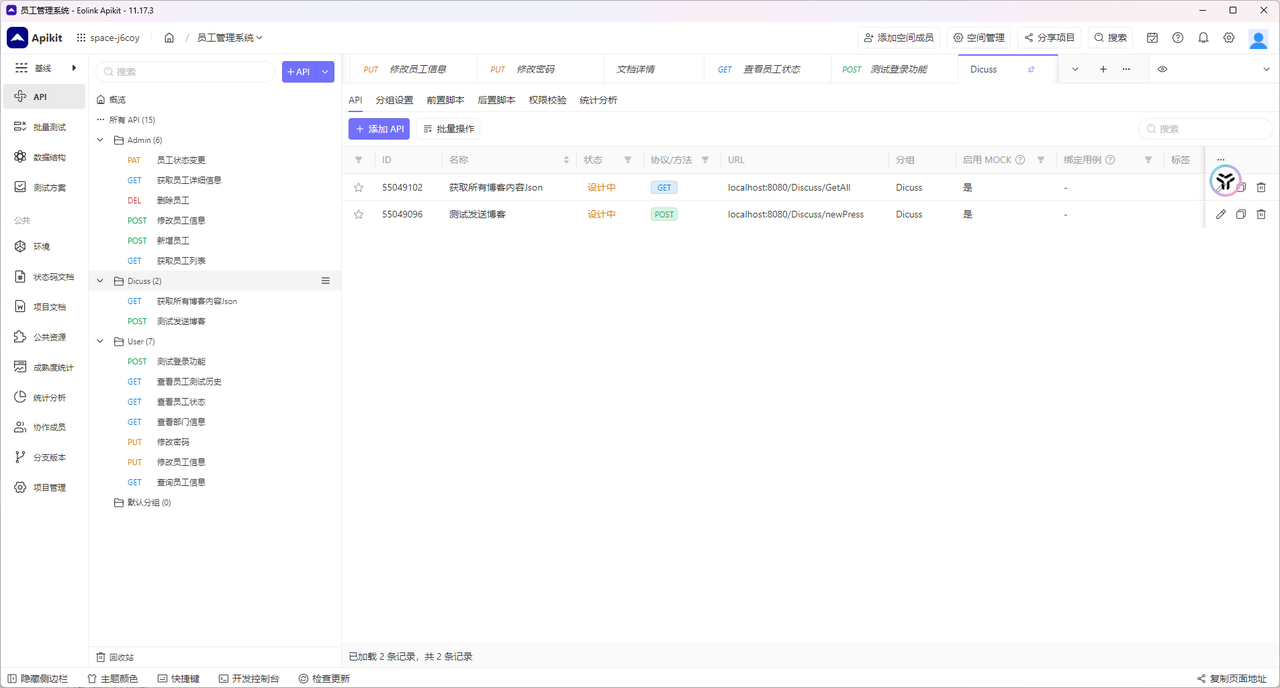 员工管理系统 - Eolink Apikit - 11.17.3
Apikit space-j6coy / 员工管理系统 添加空间成员 空间管理 分享项目 搜索
基线 搜索 +API PUT 修改员工信息 PUT 修改密码 文档详情 GET 查看员工状态 POST 测试登录功能 Dicuss
API
批量测试
数据结构
测试方案
公共
环境
状态码文档
项目文档
公共资源
成熟度统计
统计分析
协作成员
分支版本
项目管理
概览
所有 API (15)
Admin (6)
PAT 员工状态变更
GET 获取员工详细信息
DEL 删除员工
POST 修改员工信息
POST 新增员工
GET 获取员工列表
Dicuss (2)
GET 获取所有博客内容Json
POST 测试发送博客
User (7)
POST 测试登录功能
GET 查看员工测试历史
GET 查看员工状态
GET 查看部门信息
PUT 修改密码
PUT 修改员工信息
GET 查询员工信息
默认分组 (0)
回收站
API 分组设置 前置脚本 后置脚本 权限校验 统计分析
+ 添加 API 批量操作 搜索
ID 名称 状态 协议/方法 URL 分组 启用 MOCK 绑定用例 标签 ...
55049102 获取所有博客内容Json 设计中 GET localhost:8080/Discuss/GetAll Dicuss 是 -
55049096 测试发送博客 设计中 POST localhost:8080/Discuss/newPress Dicuss 是 -
已加载 2 条记录，共 2 条记录
隐藏侧边栏 主题颜色 快捷键 开发控制台 检查更新 复制页面地址